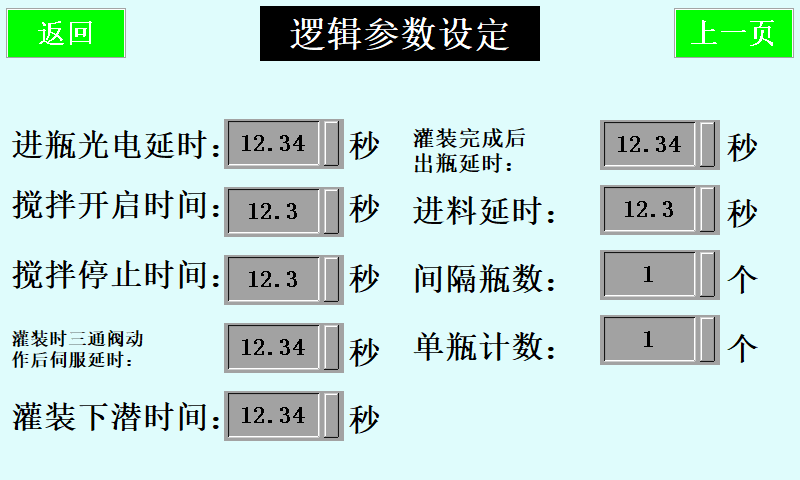 返回
逻辑参数设定
上一页
进瓶光电延时: 12.34 秒
灌装完成后
出瓶延时: 12.34 秒
搅拌开启时间: 12.3 秒
进料延时: 12.3 秒
搅拌停止时间: 12.3 秒
间隔瓶数: 1 个
灌装时三通阀动
作后伺服延时: 12.34 秒
单瓶计数: 1 个
灌装下潜时间: 12.34 秒